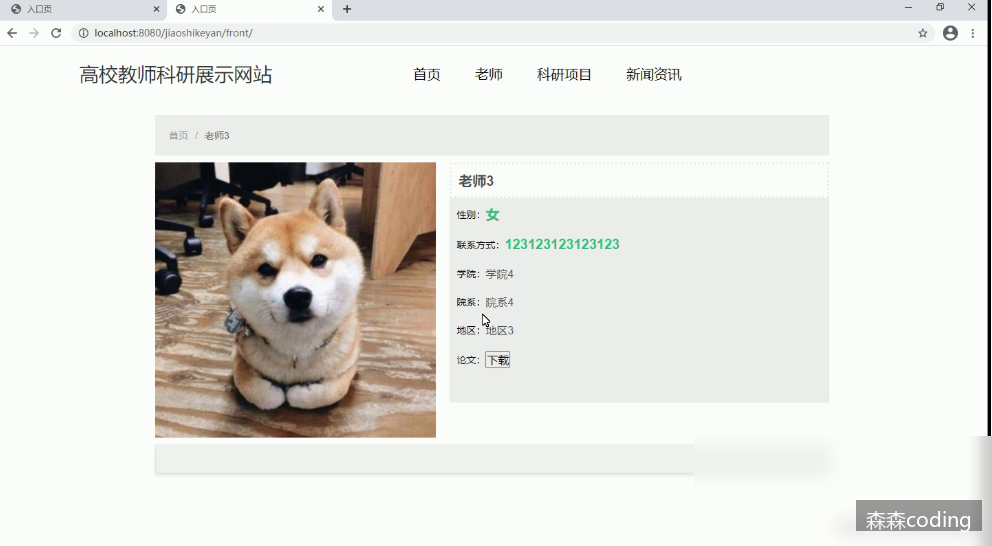 入口页
入口页
localhost:8080/jiaoshikeyan/front/
高校教师科研展示网站 首页 老师 科研项目 新闻资讯
首页 / 老师3
老师3
性别: 女
联系方式: 123123123123123
学院: 学院4
院系: 院系4
地区: 地区3
论文: 下载
森森coding